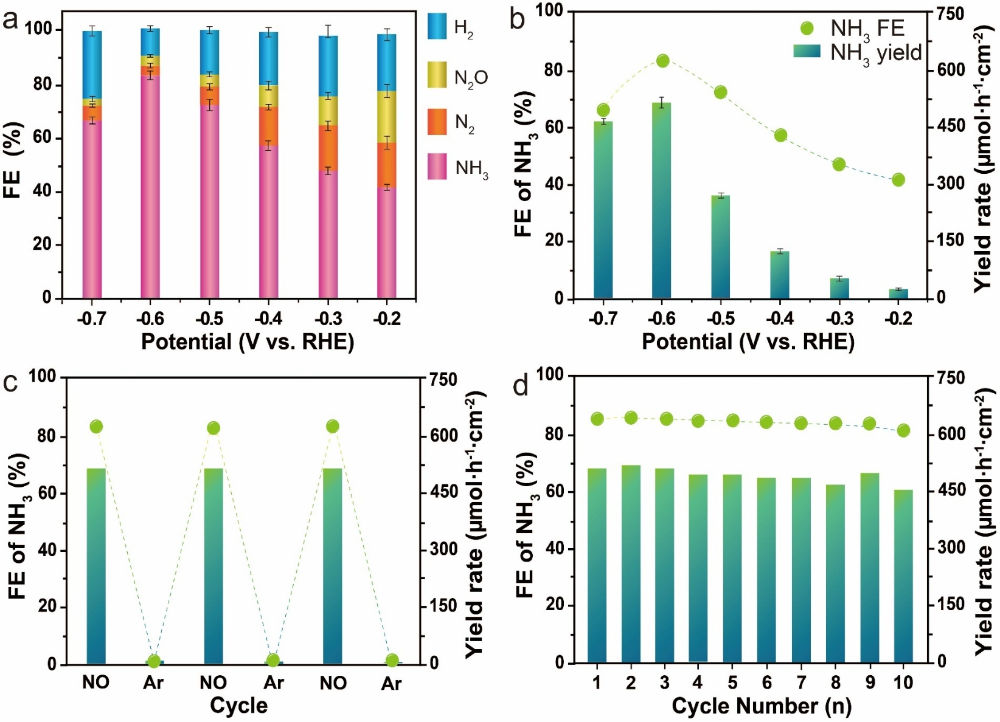 a
100
80
60
40
20
0
FE (%)
-0.7 -0.6 -0.5 -0.4 -0.3 -0.2
Potential (V vs. RHE)
H2
N2O
N2
NH3
b
100
80
60
40
20
0
FE of NH3 (%)
NH3 FE
NH3 yield
750
600
450
300
150
0
Yield rate (μmol·h-1·cm-2)
-0.7 -0.6 -0.5 -0.4 -0.3 -0.2
Potential (V vs. RHE)
c
100
80
60
40
20
0
FE of NH3 (%)
750
600
450
300
150
0
Yield rate (μmol·h-1·cm-2)
NO Ar NO Ar NO Ar
Cycle
d
100
80
60
40
20
0
FE of NH3 (%)
750
600
450
300
150
0
Yield rate (μmol·h-1·cm-2)
1 2 3 4 5 6 7 8 9 10
Cycle Number (n)